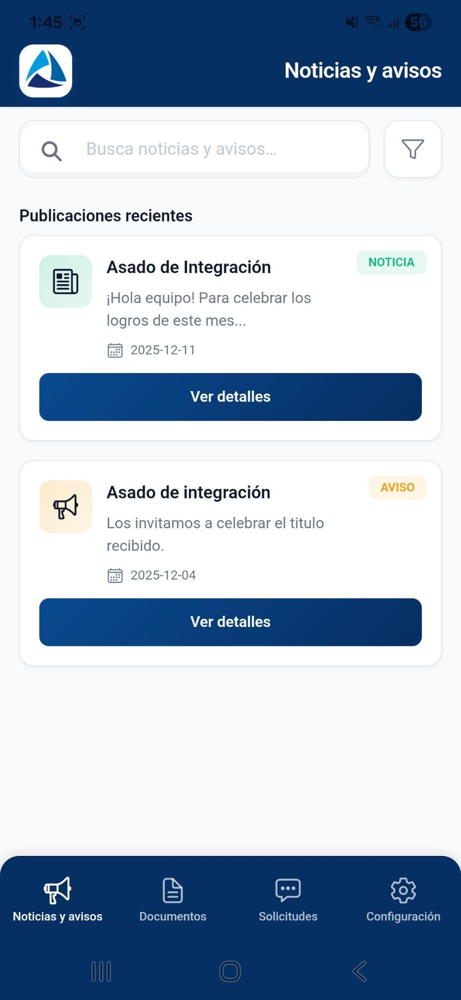 1:45
56
Noticias y avisos
Busca noticias y avisos...
Publicaciones recientes
Asado de Integración
NOTICIA
¡Hola equipo! Para celebrar los
logros de este mes...
2025-12-11
Ver detalles
Asado de integración
AVISO
Los invitamos a celebrar el titulo
recibido.
2025-12-04
Ver detalles
Noticias y avisos
Documentos
Solicitudes
Configuración